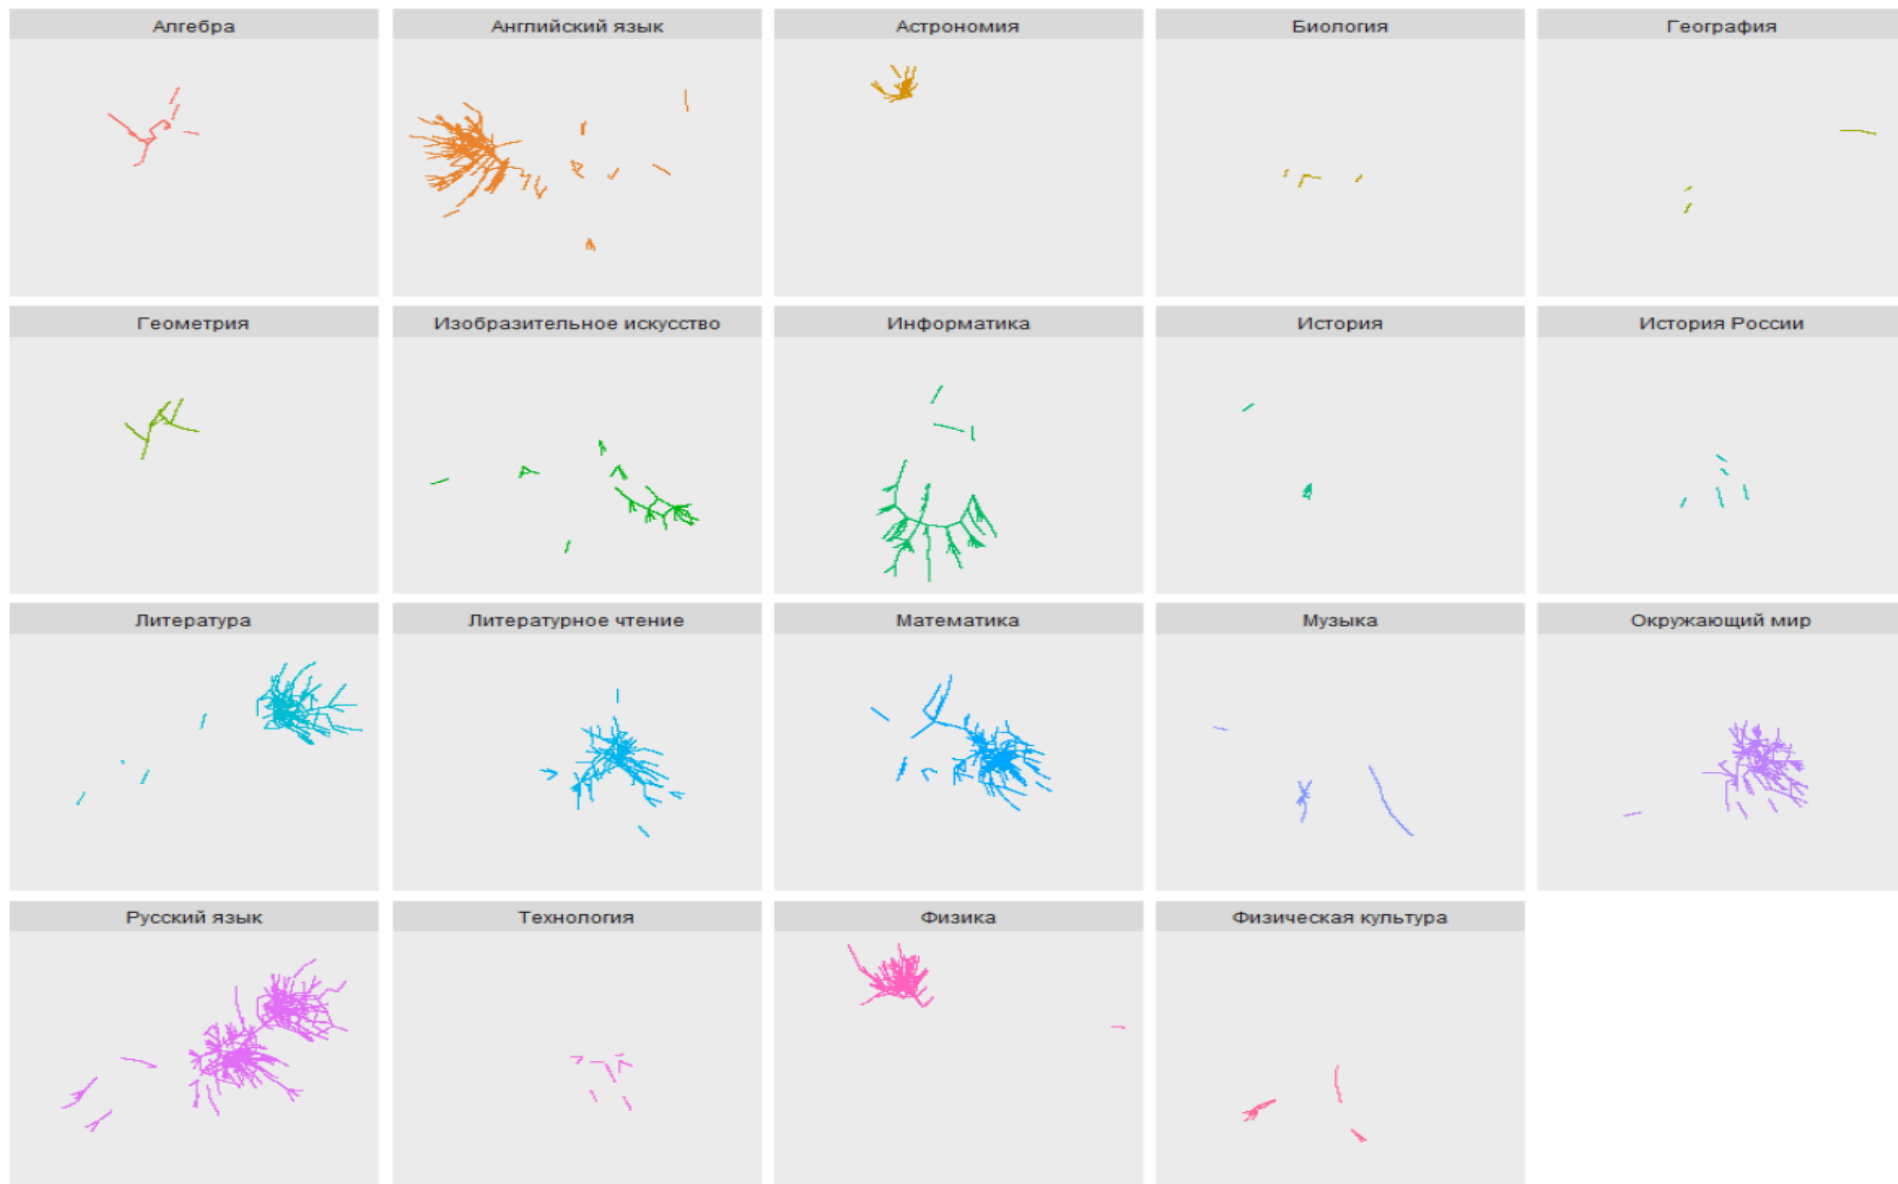 Алгебра
Английский язык
Астрономия
Биология
География
Геометрия
Изобразительное искусство
Информатика
История
История России
Литература
Литературное чтение
Математика
Музыка
Окружающий мир
Русский язык
Технология
Физика
Физическая культура